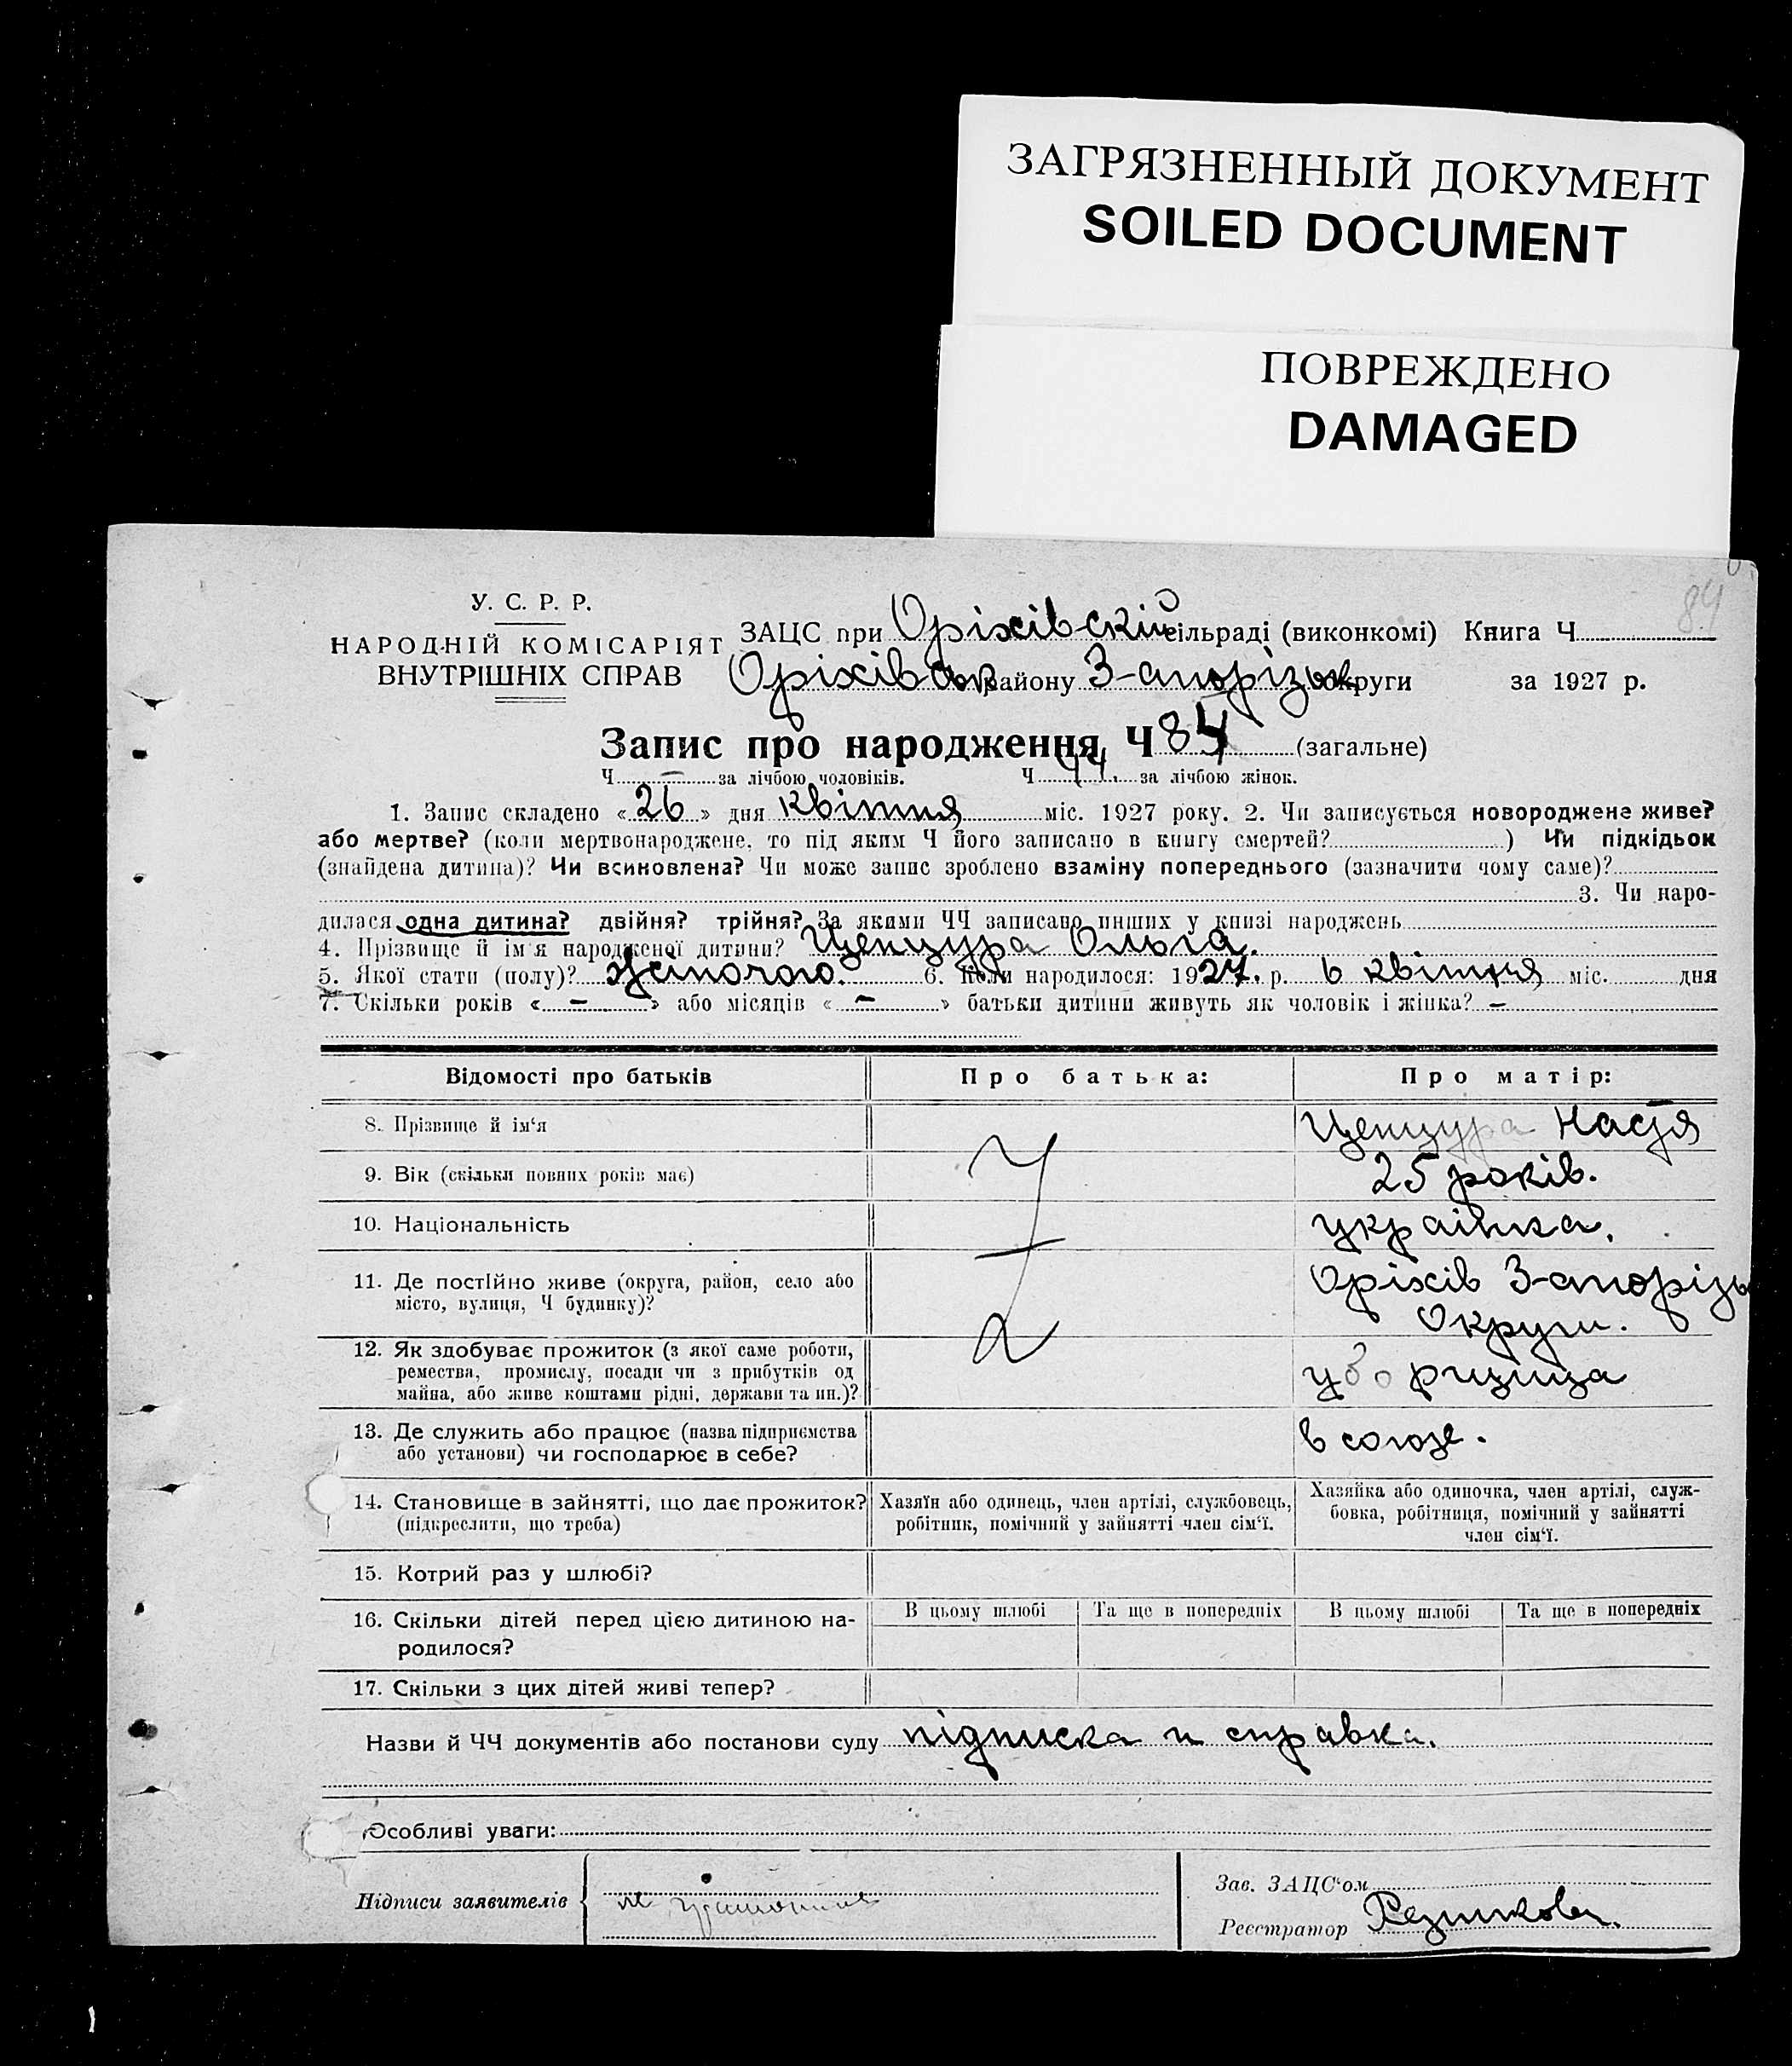 ЗАГРЯЗНЕННЫЙ ДОКУМЕНТ
SOILED DOCUMENT
ПОВРЕЖДЕНО
DAMAGED
84
У. С. Р. Р.
НАРОДНІЙ КОМІСАРІЯТ
ВНУТРІШНІХ СПРАВ
ЗАЦС при Оріхівскій сільраді (виконкомі) Книга Ч
Оріхівськ району З-апорізьк округи за 1927 р.
Запис про народження Ч 84 (загальне)
Ч — за лічбою чоловіків. Ч 44. за лічбою жінок.
1. Запис складено «26» дня квітня міс. 1927 року. 2. Чи записується новороджене живе?
або мертве? (коли мертвонароджене, то під яким Ч його записано в книгу смертей? ) Чи підкідьок
(знайдена дитина)? Чи всиновлена? Чи може запис зроблено взаміну попереднього (зазначити чому саме)?
3. Чи наро-
дилася одна дитина? двійня? трійня? За якими ЧЧ записано инших у книзі народжень
4. Прізвище й ім'я народженої дитини? Ценцура Ольга.
5. Якої стати (полу)? жіночого. 6. Коли народилося: 1927. р. 6 квітня міс. дня
7. Скільки років « — » або місяців « — » батьки дитини живуть як чоловік і жінка? —
Відомості про батьків Про батька: Про матір:
8. Прізвище й ім'я Ценцура Настя
9. Вік (скільки повних років має) 25 років.
10. Національність українка.
11. Де постійно живе (округа, район, село або Оріхів З-апорізь
місто, вулиця, Ч будинку)? Округи.
12. Як здобуває прожиток (з якої саме роботи,
ремества, промислу, посади чи з прибутків од уборщица
майна, або живе коштами рідні, держави та ин.)?
13. Де служить або працює (назва підприємства в союзе.
або установи) чи господарює в себе?
14. Становище в зайнятті, що дає прожиток? Хазяїн або одинець, член артілі, службовець, Хазяйка або одиночка, член артілі, служ-
(підкреслити, що треба) робітник, помічний у зайнятті член сім'ї. бовка, робітниця, помічний у зайнятті
член сім'ї.
15. Котрий раз у шлюбі?
16. Скільки дітей перед цією дитиною на- В цьому шлюбі Та ще в попередніх В цьому шлюбі Та ще в попередніх
родилося?
17. Скільки з цих дітей живі тепер?
Назви й ЧЧ документів або постанови суду підписка и справка.
Особливі уваги:
Підписи заявителів
Зав. ЗАЦС'ом
Реєстратор Резникова.